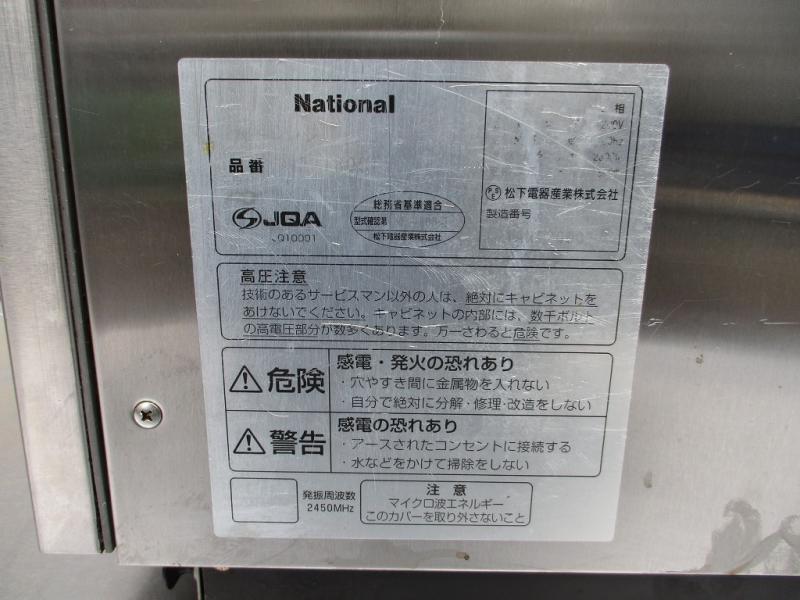 National
相
200V
品番
JQA
総務省基準適合
型式確認済
松下電器産業株式会社
PSE 松下電器産業株式会社
製造番号
高圧注意
技術のあるサービスマン以外の人は、絶対にキャビネットを
あけないでください。キャビネットの内部には、数千ボルト
の高電圧部分が数多くあります。万一さわると危険です。
危険
感電・発火の恐れあり
・穴やすき間に金属物を入れない
・自分で絶対に分解・修理・改造をしない
警告
感電の恐れあり
・アースされたコンセントに接続する
・水などをかけて掃除をしない
発振周波数
2450MHz
注意
マイクロ波エネルギー
このカバーを取り外さないこと